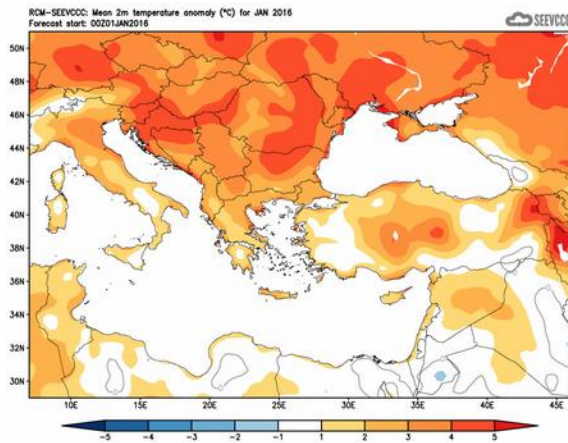 RCM-SEEVCCC: Mean 2m temperature anomaly (°C) for JAN 2016
Forecast start: 00Z01JAN2016
SEEVCCC
50N
48N
46N
44N
42N
40N
38N
36N
34N
32N
30N
10E 15E 20E 25E 30E 35E 40E 45E
-5 -4 -3 -2 -1 1 2 3 4 5